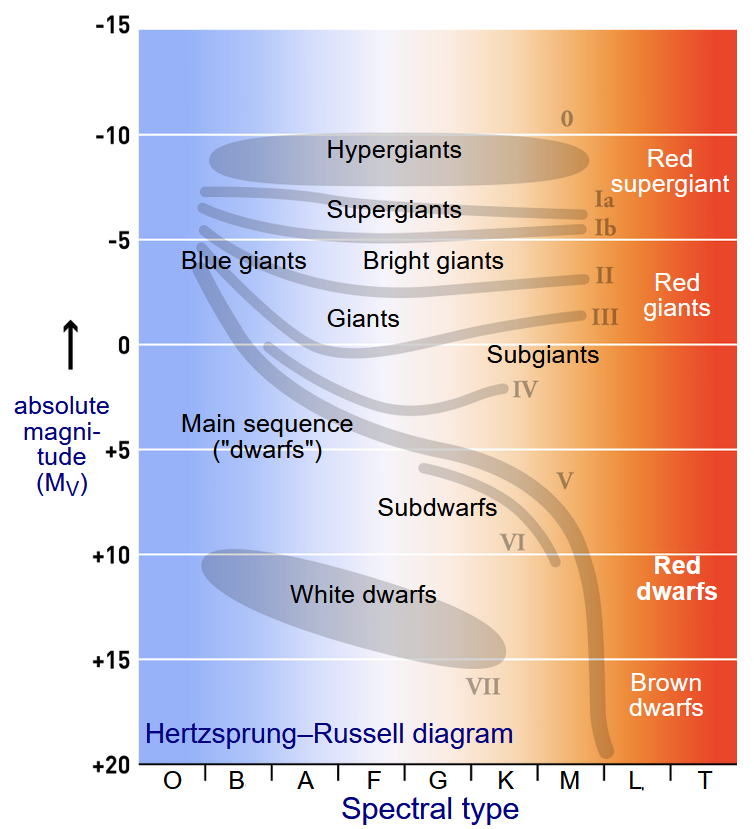 -15
-10
-5
0
+5
+10
+15
+20
absolute
magni-
tude
(MV)
0
Hypergiants
Red
supergiant
Ia
Supergiants
Ib
Blue giants
Bright giants
II
Red
giants
Giants
III
Subgiants
IV
Main sequence
("dwarfs")
V
Subdwarfs
VI
Red
dwarfs
White dwarfs
VII
Brown
dwarfs
Hertzsprung–Russell diagram
O B A F G K M L T
Spectral type